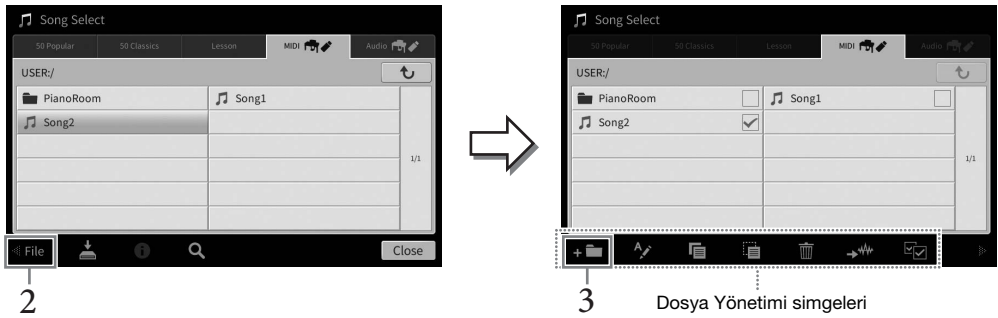 Song Select
50 Popular 50 Classics Lesson MIDI Audio
USER:/
PianoRoom Song1
Song2
1/1
File Close
2
Song Select
50 Popular 50 Classics Lesson MIDI Audio
USER:/
PianoRoom Song1
Song2
1/1
3
Dosya Yönetimi simgeleri